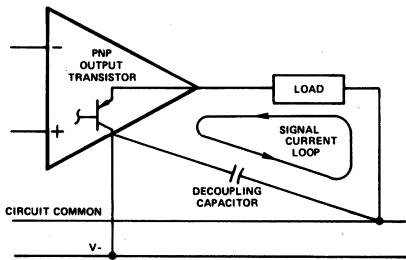 −
PNP
OUTPUT
TRANSISTOR
LOAD
+
SIGNAL
CURRENT
LOOP
DECOUPLING
CAPACITOR
CIRCUIT COMMON
V-